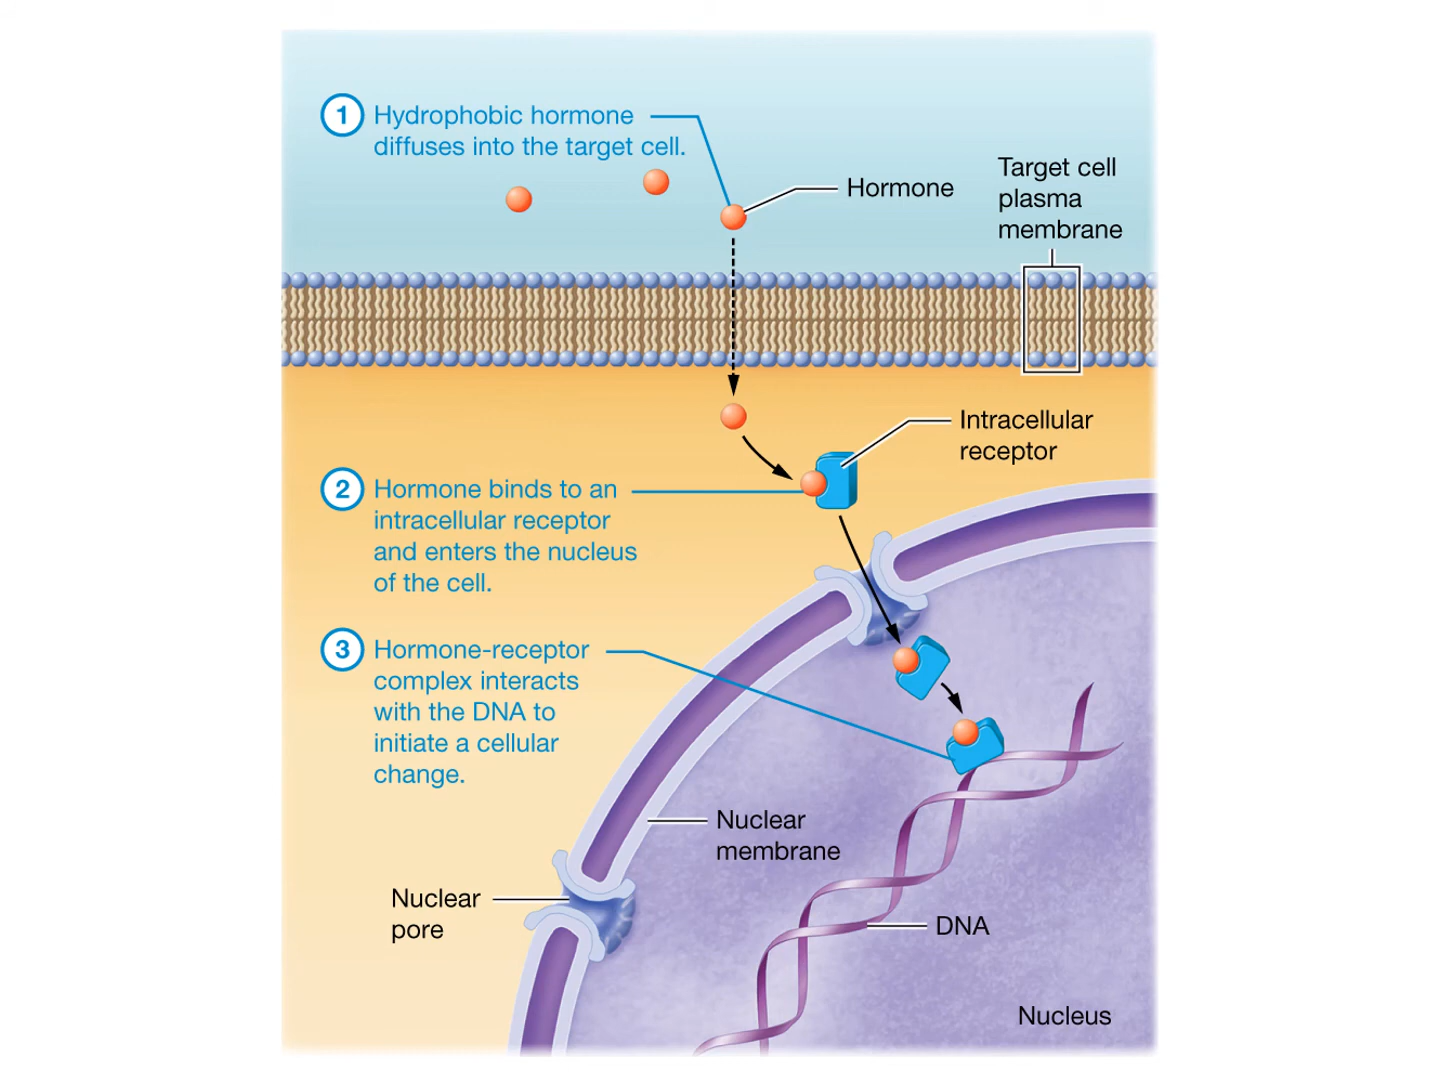 1 Hydrophobic hormone
diffuses into the target cell.
Hormone
Target cell
plasma
membrane
Intracellular
receptor
2 Hormone binds to an
intracellular receptor
and enters the nucleus
of the cell.
3 Hormone-receptor
complex interacts
with the DNA to
initiate a cellular
change.
Nuclear
membrane
Nuclear
pore
DNA
Nucleus